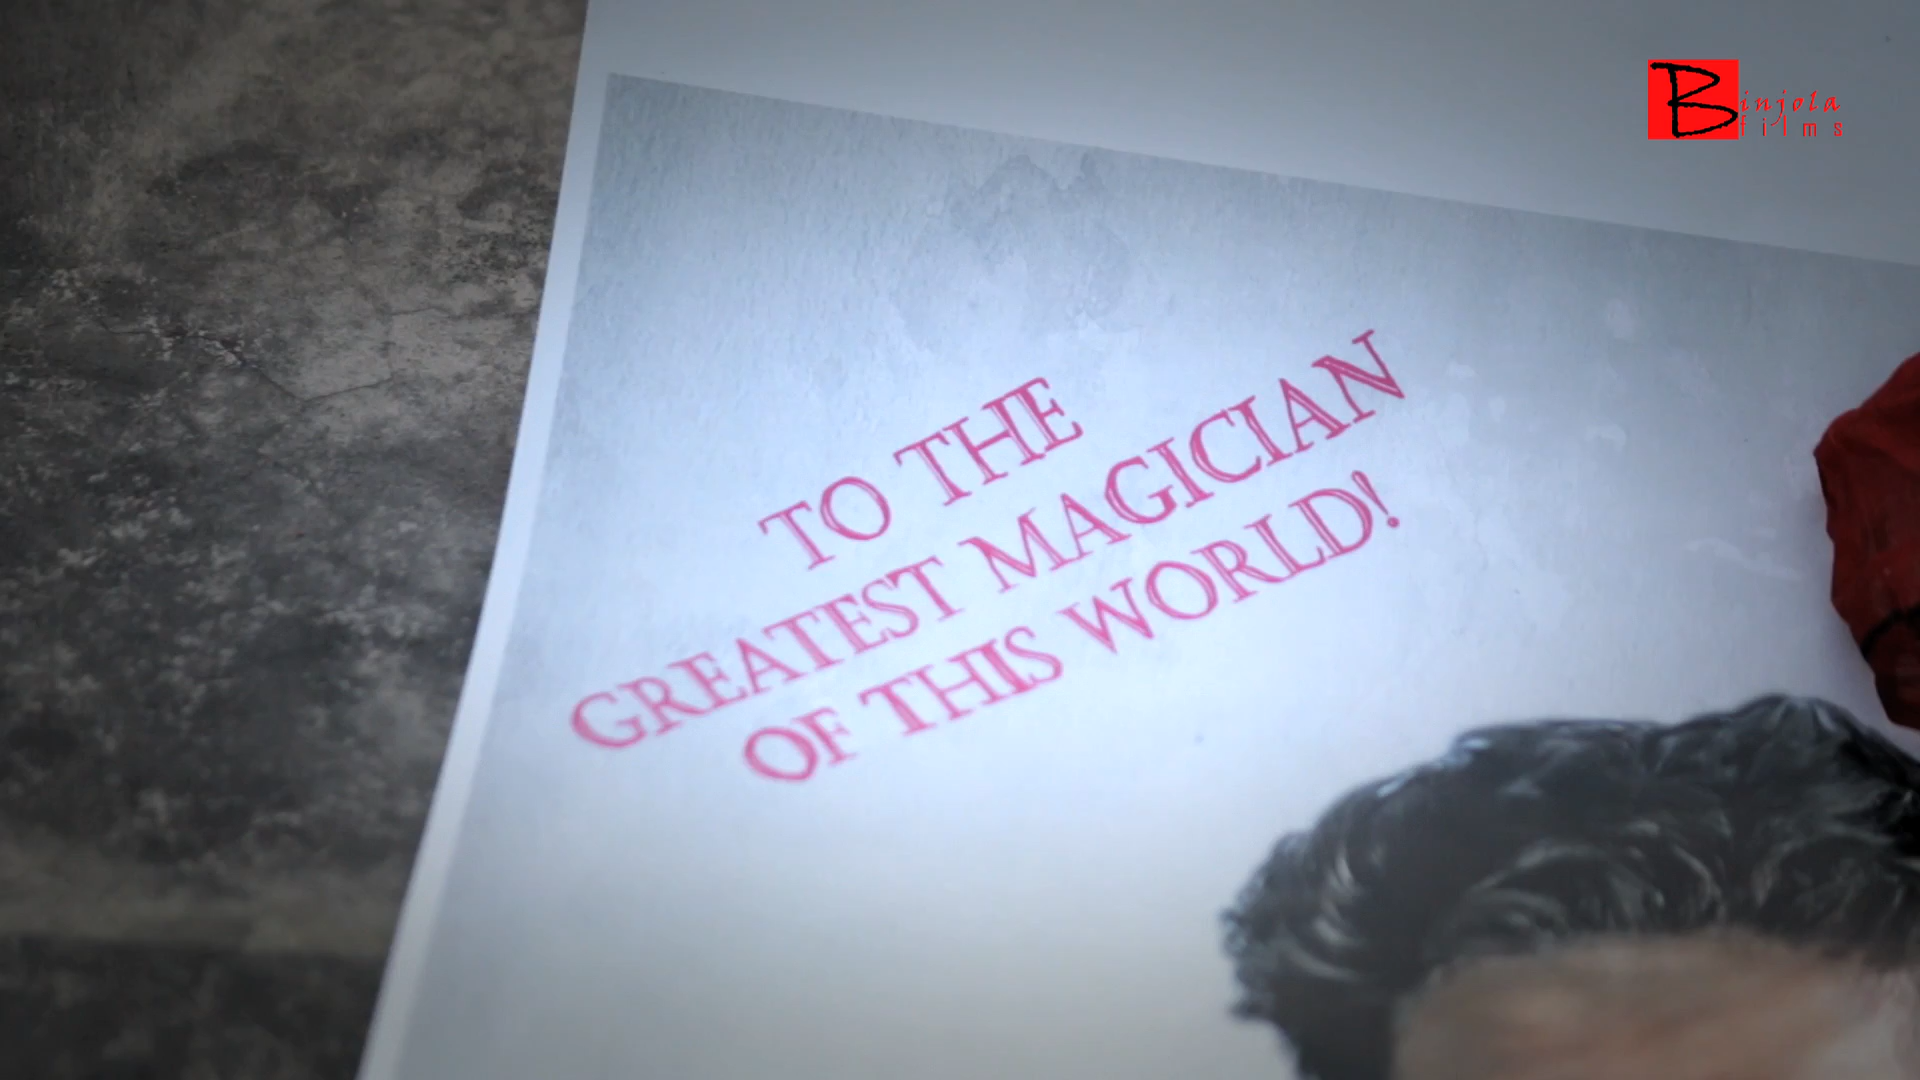 TO THE
GREATEST MAGICIAN
OF THIS WORLD!
Binjola
films